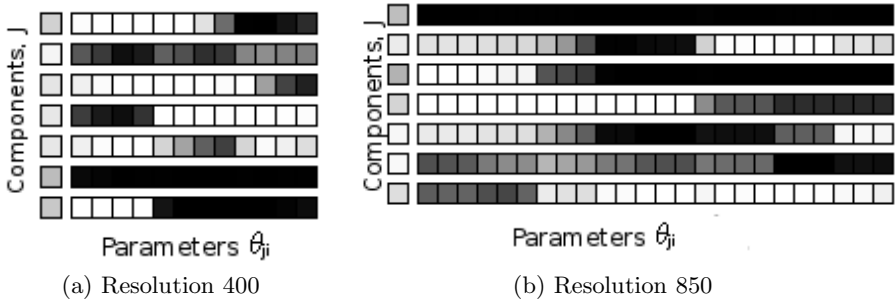 Components, J
Parameters θji
(a) Resolution 400
Components, J
Parameters θji
(b) Resolution 850